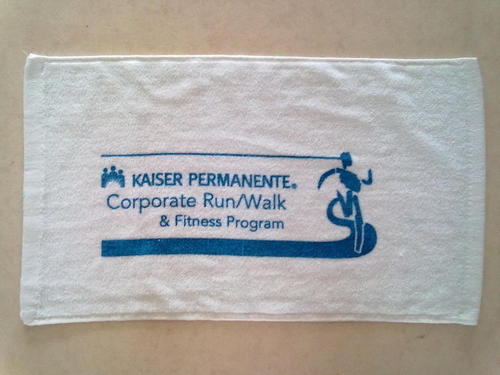 KAISER PERMANENTE®
Corporate Run/Walk
& Fitness Program